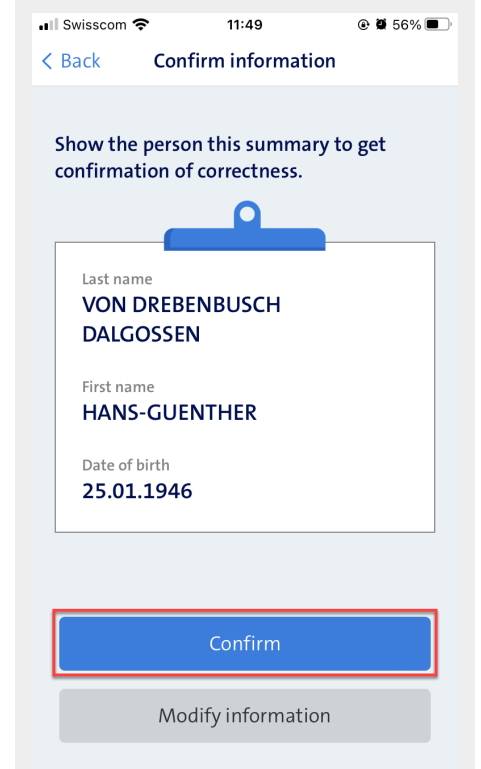 Swisscom 11:49 56%
Back Confirm information
Show the person this summary to get
confirmation of correctness.
Last name
VON DREBENBUSCH
DALGOSSEN
First name
HANS-GUENTHER
Date of birth
25.01.1946
Confirm
Modify information